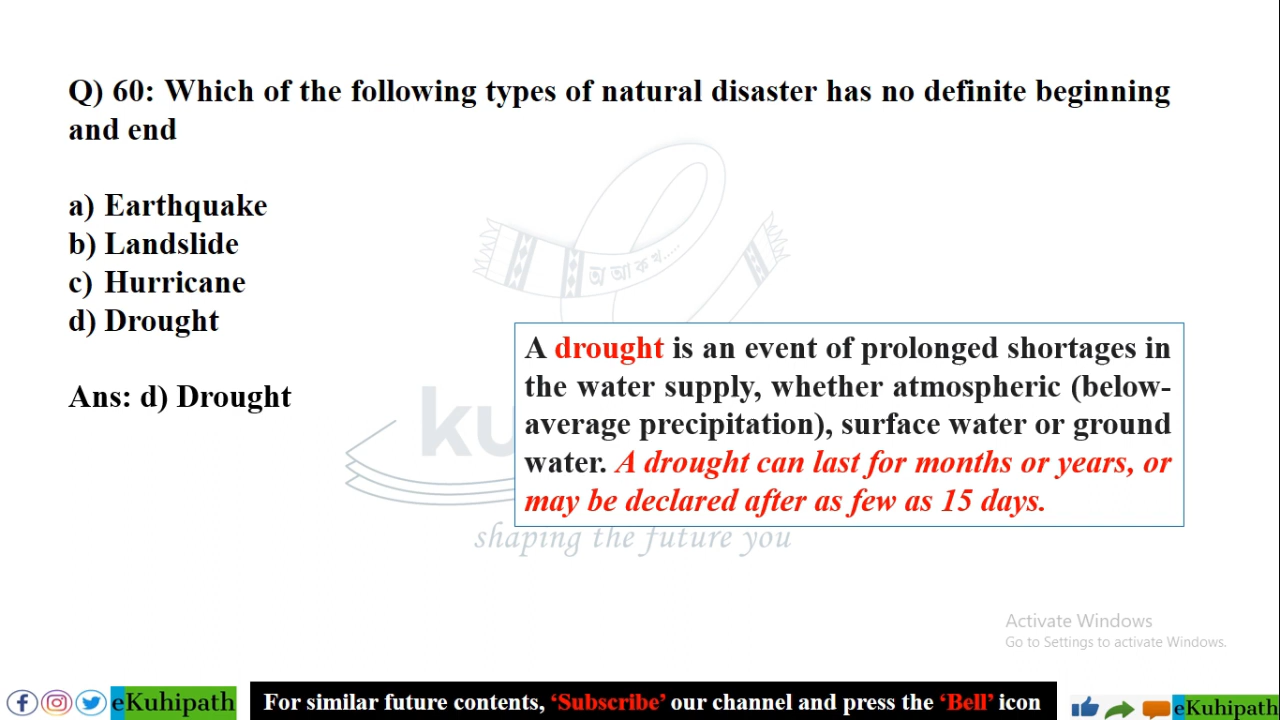 Q) 60: Which of the following types of natural disaster has no definite beginning
and end
a) Earthquake
b) Landslide
c) Hurricane
d) Drought
Ans: d) Drought
অ আ ক খ.....
A drought is an event of prolonged shortages in
the water supply, whether atmospheric (below-
average precipitation), surface water or ground
water. A drought can last for months or years, or
may be declared after as few as 15 days.
ku
shaping the future you
Activate Windows
Go to Settings to activate Windows.
eKuhipath
For similar future contents, ‘Subscribe’ our channel and press the ‘Bell’ icon
eKuhipath